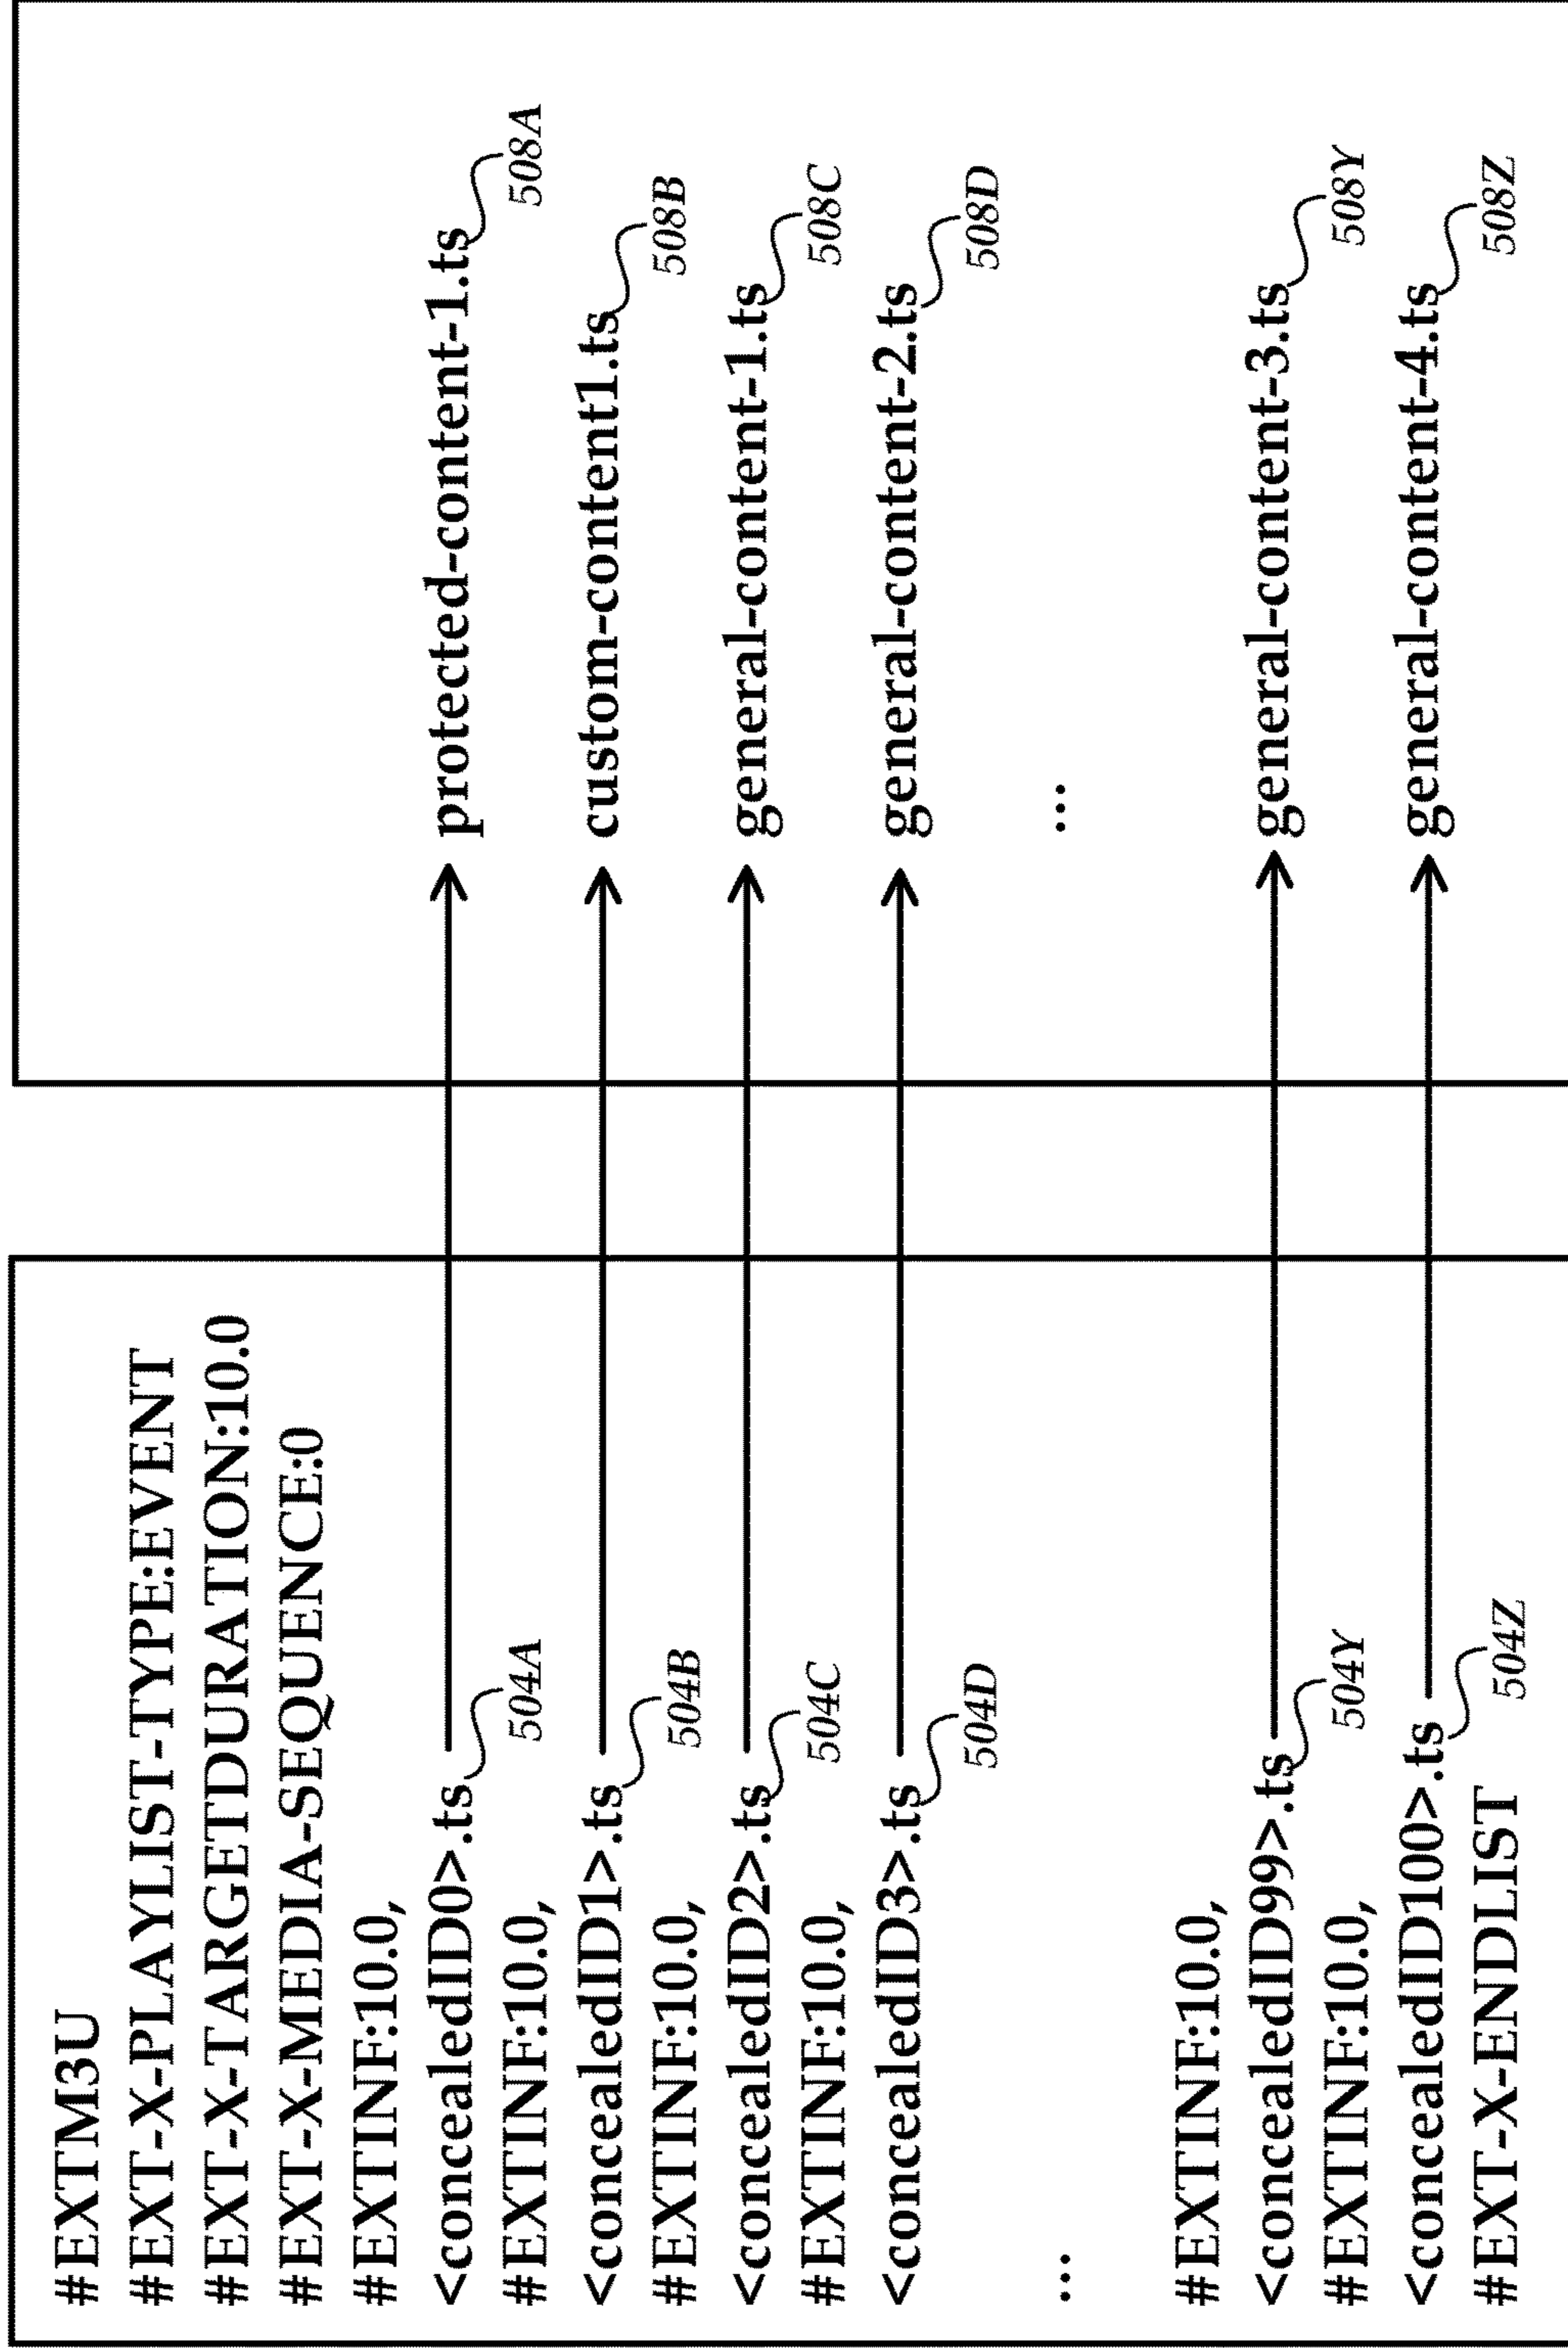 #EXTM3U
#EXT-X-PLAYLIST-TYPE:EVENT
#EXT-X-TARGETDURATION:10.0
#EXT-X-MEDIA-SEQUENCE:0
#EXTINF:10.0,
<concealedID0>.ts
504A
#EXTINF:10.0,
<concealedID1>.ts
504B
#EXTINF:10.0,
<concealedID2>.ts
504C
#EXTINF:10.0,
<concealedID3>.ts
504D
...
#EXTINF:10.0,
<concealedID99>.ts
504Y
#EXTINF:10.0,
<concealedID100>.ts
504Z
#EXT-X-ENDLIST
protected-content-1.ts
508A
custom-content1.ts
508B
general-content-1.ts
508C
general-content-2.ts
508D
...
general-content-3.ts
508Y
general-content-4.ts
508Z